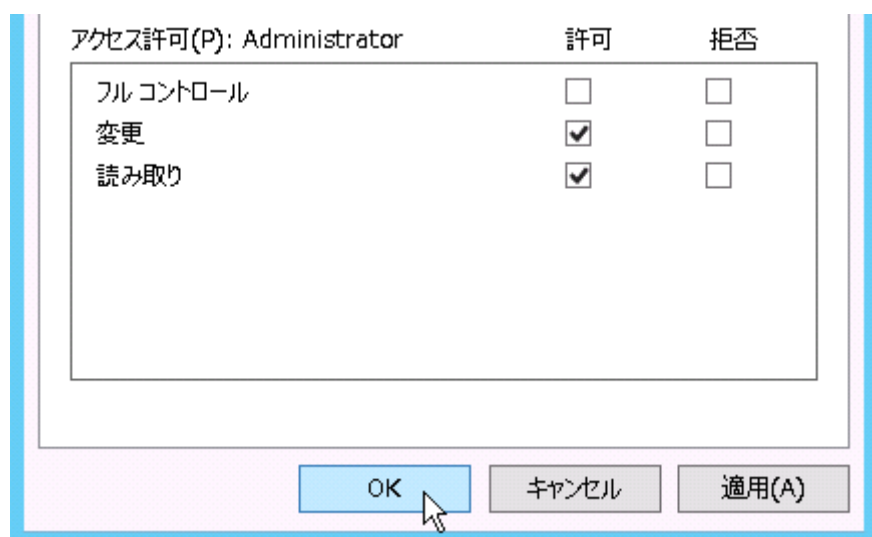 アクセス許可(P): Administrator 許可 拒否
フル コントロール
変更
読み取り
OK キャンセル 適用(A)